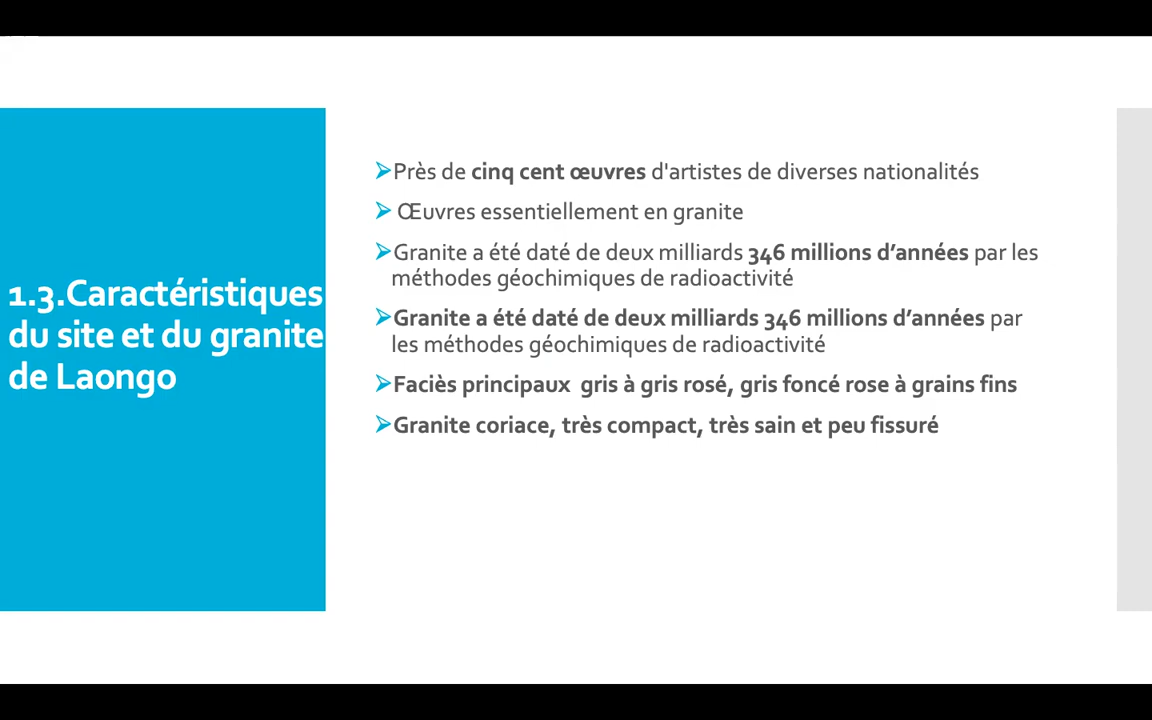 1.3.Caractéristiques
du site et du granite
de Laongo
Près de cinq cent œuvres d'artistes de diverses nationalités
Œuvres essentiellement en granite
Granite a été daté de deux milliards 346 millions d’années par les
méthodes géochimiques de radioactivité
Granite a été daté de deux milliards 346 millions d’années par
les méthodes géochimiques de radioactivité
Faciès principaux gris à gris rosé, gris foncé rose à grains fins
Granite coriace, très compact, très sain et peu fissuré